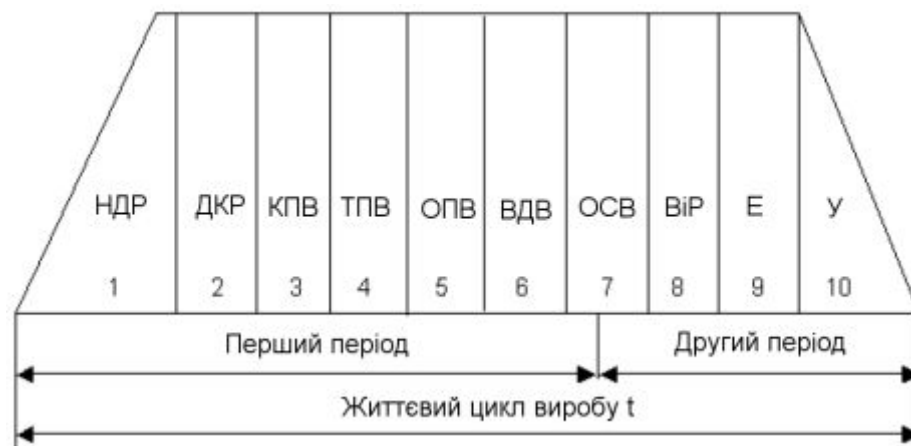 НДР ДКР КПВ ТПВ ОПВ ВДВ ОСВ ВіР Е У
1 2 3 4 5 6 7 8 9 10
Перший період Другий період
Життєвий цикл виробу t